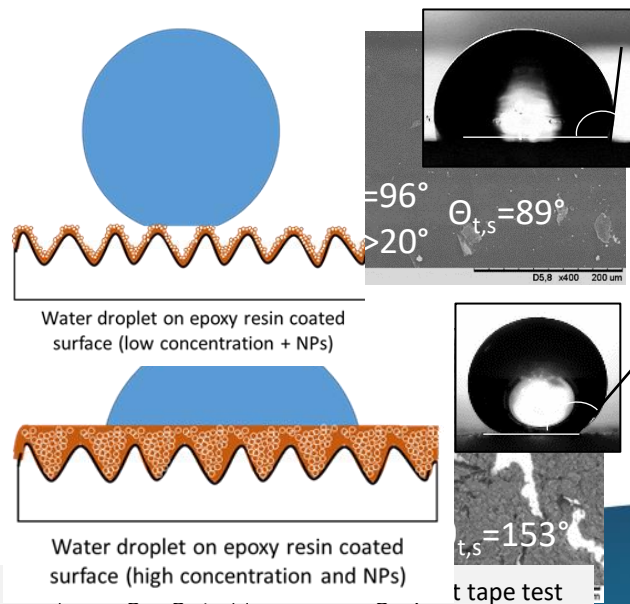 =96° Θt,s=89°
>20°
D5,8 x400 200 um
Water droplet on epoxy resin coated
surface (low concentration + NPs)
t,s=153°
Water droplet on epoxy resin coated
surface (high concentration and NPs)
t tape test